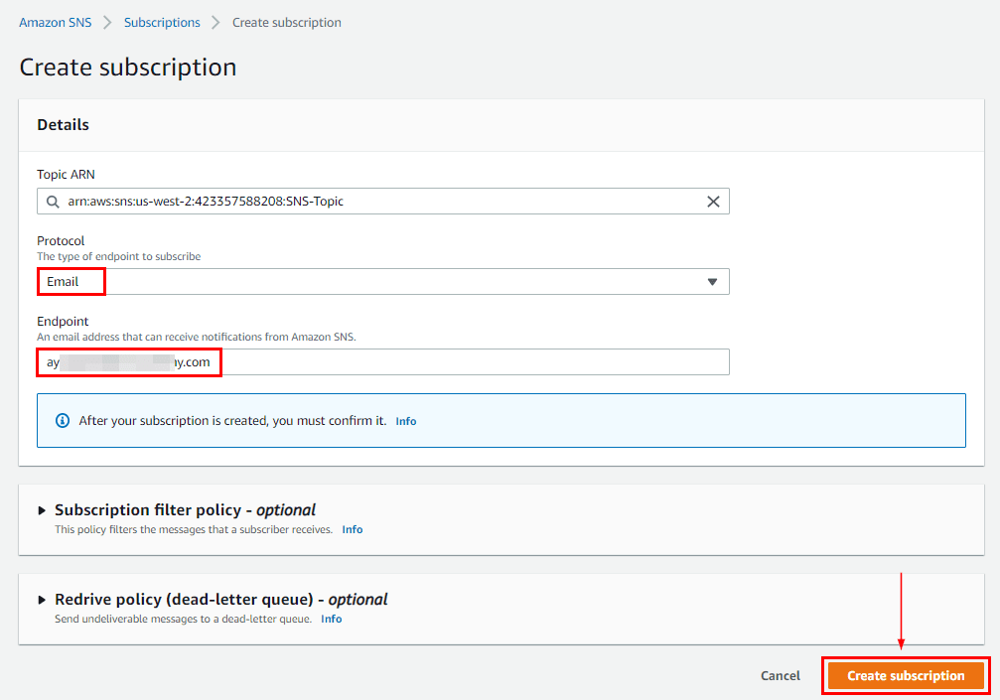 Amazon SNS > Subscriptions > Create subscription
Create subscription
Details
Topic ARN
arn:aws:sns:us-west-2:423357588208:SNS-Topic
Protocol
The type of endpoint to subscribe
Email
Endpoint
An email address that can receive notifications from Amazon SNS.
ay y.com
After your subscription is created, you must confirm it. Info
Subscription filter policy - optional
This policy filters the messages that a subscriber receives. Info
Redrive policy (dead-letter queue) - optional
Send undeliverable messages to a dead-letter queue. Info
Cancel Create subscription